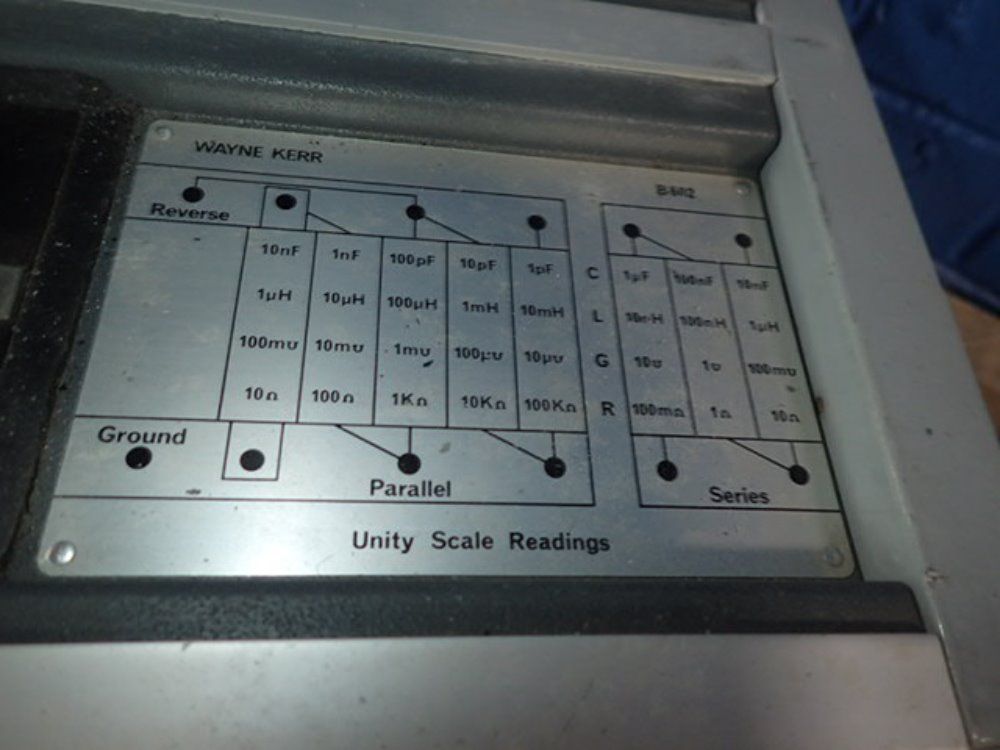 WAYNE KERR
Reverse
10nF 1nF 100pF 10pF 1pF C 1µF 100nF 10nF
1µH 10µH 100µH 1mH 10mH L 100nH 1µH
100m℧ 10m℧ 1m℧ 100µ℧ 10µ℧ G 10℧ 1℧ 100m℧
10Ω 100Ω 1KΩ 10KΩ 100KΩ R 100mΩ 1Ω 10Ω
Ground
Parallel
Series
Unity Scale Readings